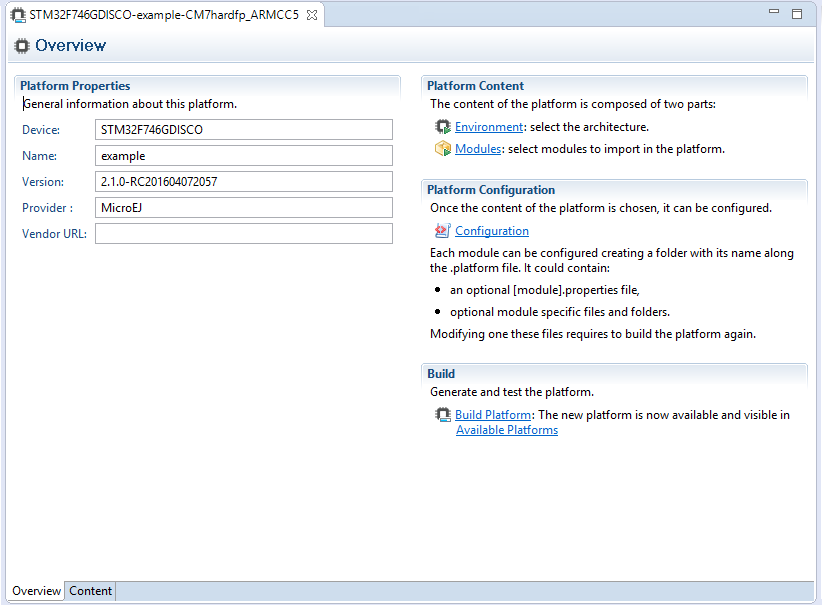 STM32F746GDISCO-example-CM7hardfp_ARMCC5
Overview
Platform Properties
General information about this platform.
Device: STM32F746GDISCO
Name: example
Version: 2.1.0-RC201604072057
Provider : MicroEJ
Vendor URL:
Platform Content
The content of the platform is composed of two parts:
Environment: select the architecture.
Modules: select modules to import in the platform.
Platform Configuration
Once the content of the platform is chosen, it can be configured.
Configuration
Each module can be configured creating a folder with its name along
the .platform file. It could contain:
• an optional [module].properties file,
• optional module specific files and folders.
Modifying one these files requires to build the platform again.
Build
Generate and test the platform.
Build Platform: The new platform is now available and visible in
Available Platforms
Overview Content